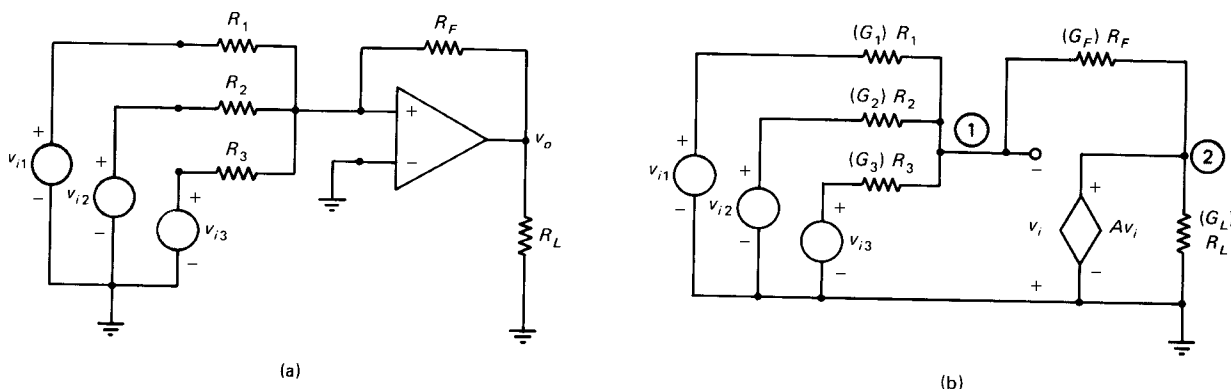 R1
RF
R2
+
−
vo
R3
+
vi1
−
+
vi2
−
+
vi3
−
RL
(a)
(G1) R1
(GF) RF
(G2) R2
1
(G3) R3
−
2
+
vi1
−
+
vi2
−
+
vi3
−
+
vi
Avi
−
+
(GL)
RL
(b)